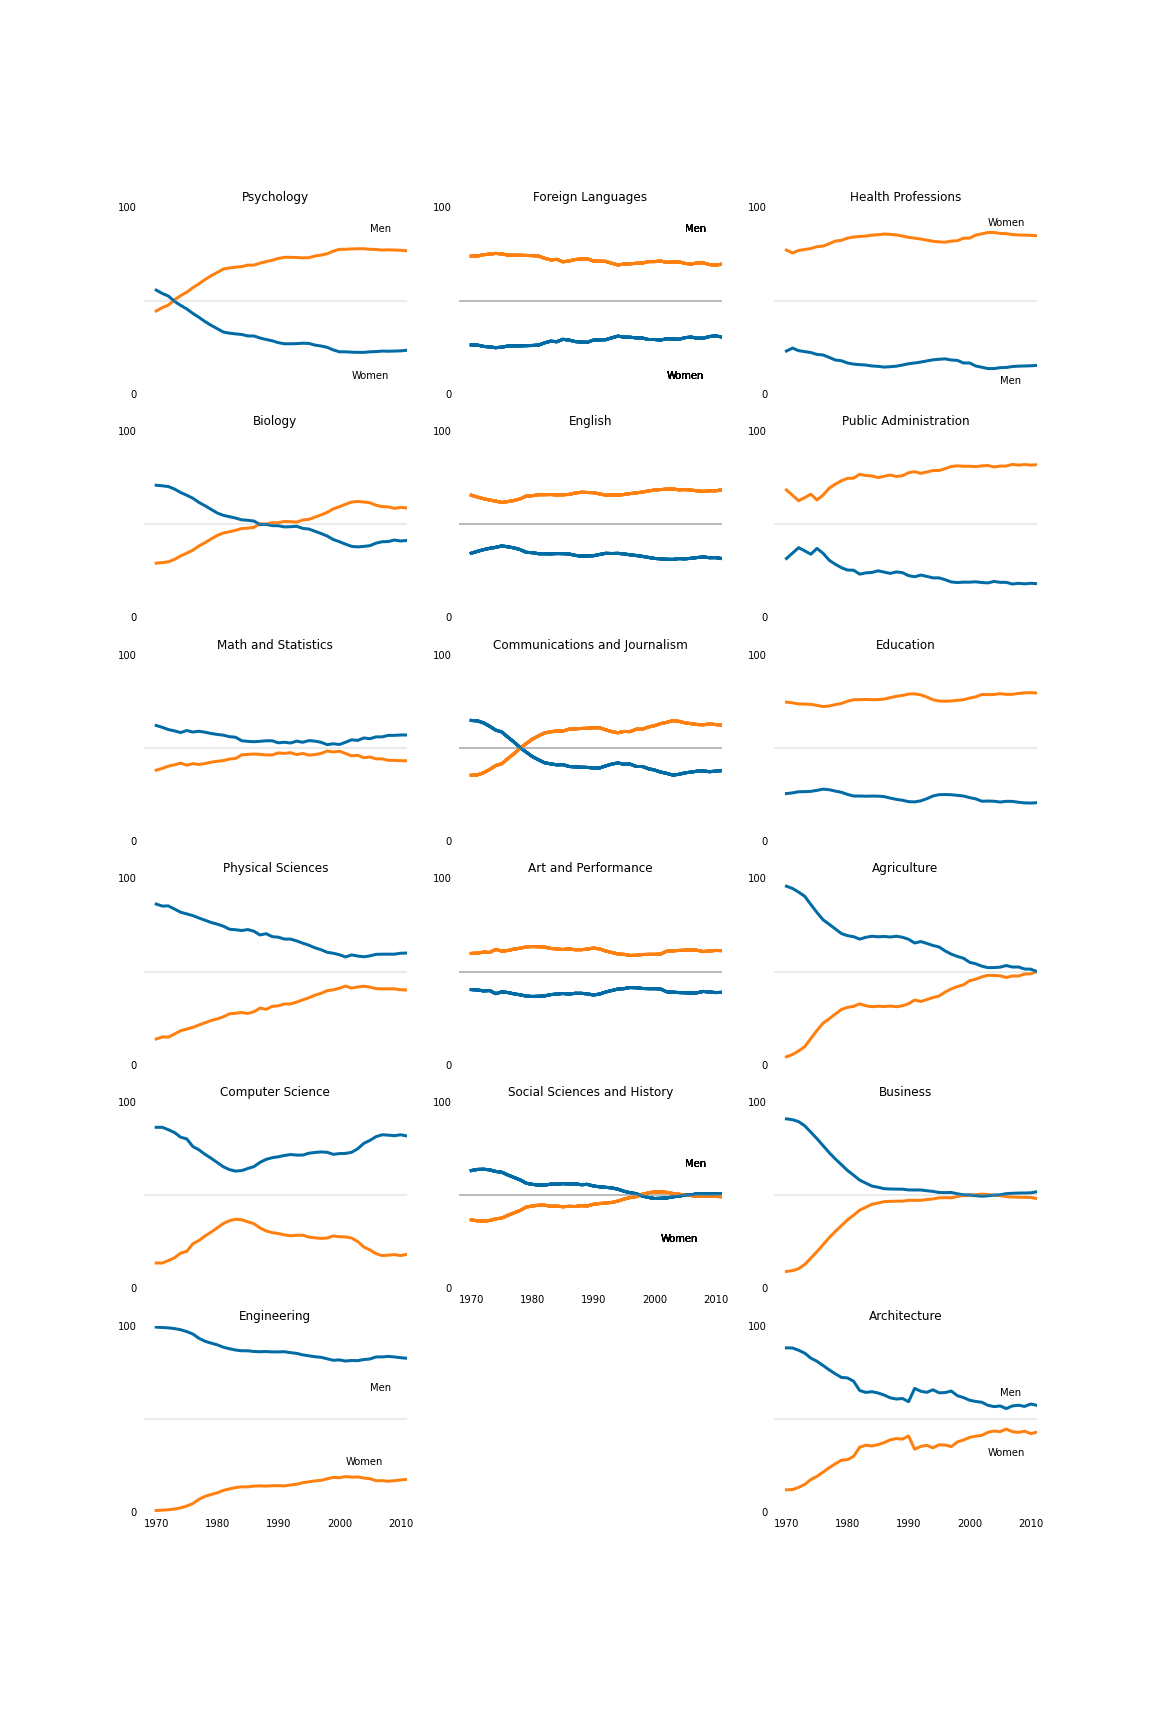 Psychology
Foreign Languages
Health Professions
100
100
100
Men
Men
Women
Women
Women
Men
0
0
0
Biology
English
Public Administration
100
100
100
0
0
0
Math and Statistics
Communications and Journalism
Education
100
100
100
0
0
0
Physical Sciences
Art and Performance
Agriculture
100
100
100
0
0
0
Computer Science
Social Sciences and History
Business
100
100
100
Men
Women
0
0
0
1970 1980 1990 2000 2010
Engineering
Architecture
100
100
Men
Men
Women
Women
0
0
1970 1980 1990 2000 2010
1970 1980 1990 2000 2010